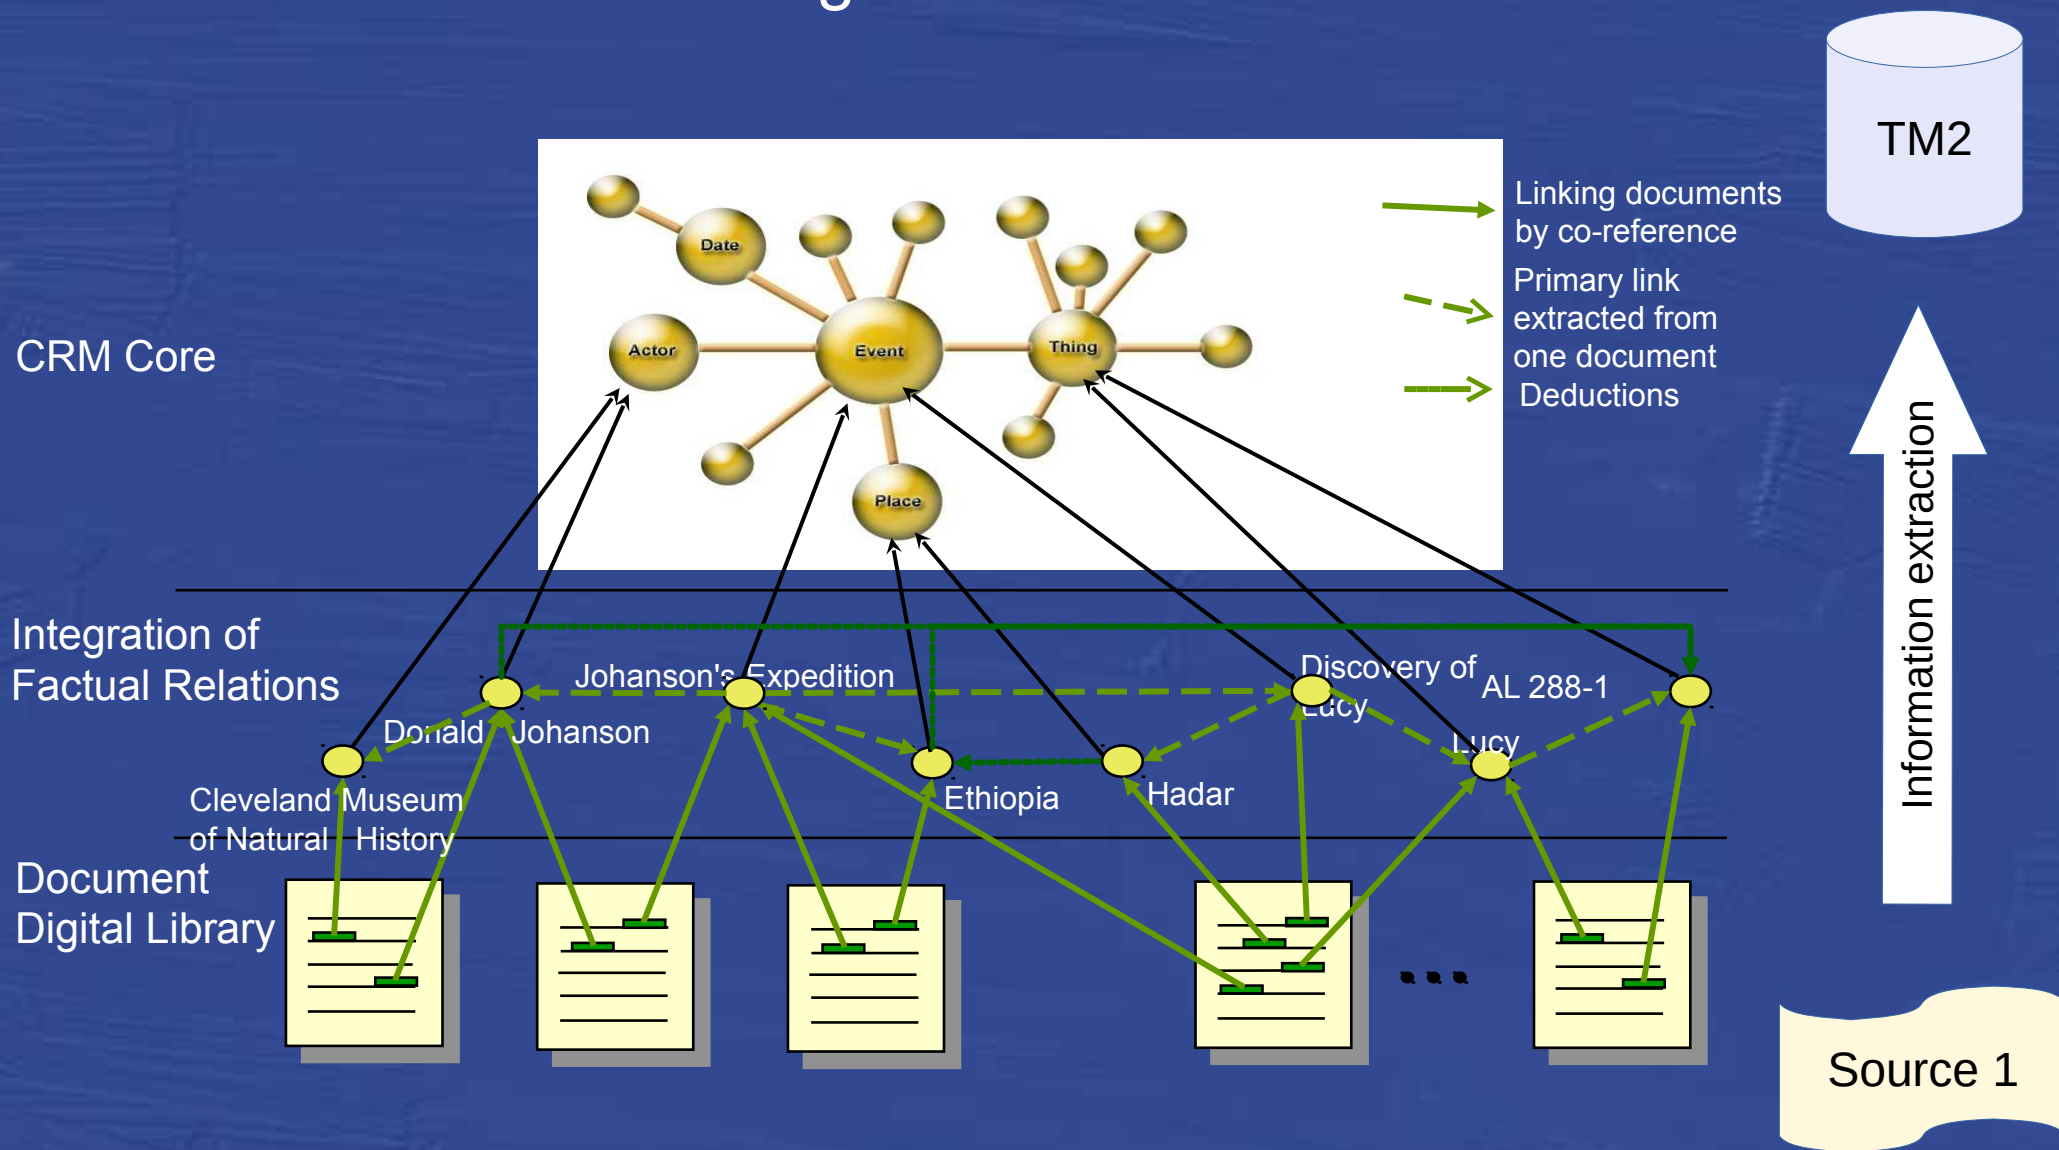 TM2
Linking documents
by co-reference
Primary link
extracted from
one document
Deductions
Date
Actor
Event
Thing
Place
CRM Core
Information extraction
Integration of
Factual Relations
Johanson's Expedition
Discovery of
Lucy
AL 288-1
Donald Johanson
Lucy
Cleveland Museum
of Natural History
Ethiopia
Hadar
Document
Digital Library
Source 1